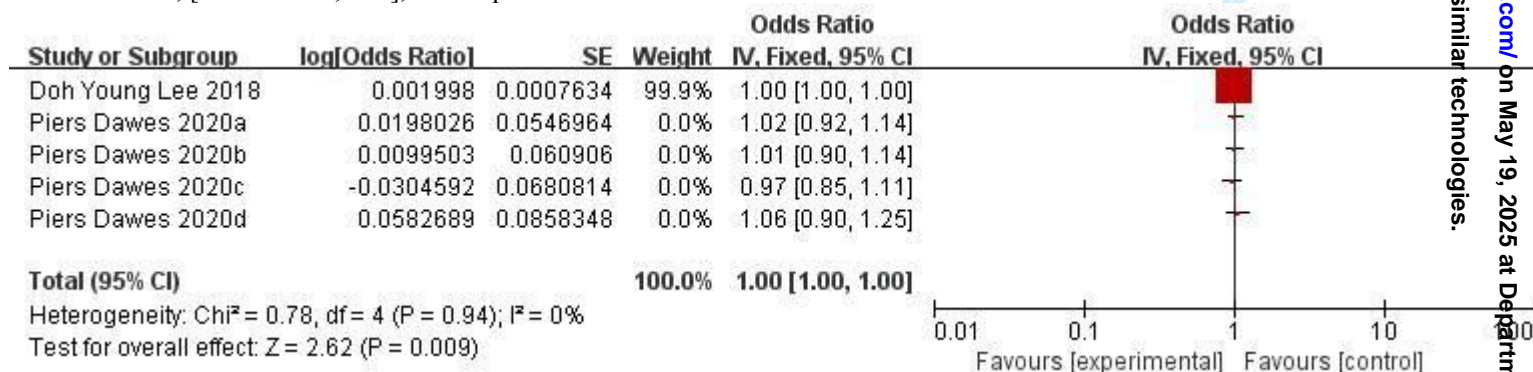 Odds Ratio Odds Ratio
Study or Subgroup log[Odds Ratio] SE Weight IV, Fixed, 95% CI IV, Fixed, 95% CI
Doh Young Lee 2018 0.001998 0.0007634 99.9% 1.00 [1.00, 1.00]
Piers Dawes 2020a 0.0198026 0.0546964 0.0% 1.02 [0.92, 1.14]
Piers Dawes 2020b 0.0099503 0.060906 0.0% 1.01 [0.90, 1.14]
Piers Dawes 2020c -0.0304592 0.0680814 0.0% 0.97 [0.85, 1.11]
Piers Dawes 2020d 0.0582689 0.0858348 0.0% 1.06 [0.90, 1.25]
Total (95% CI) 100.0% 1.00 [1.00, 1.00]
Heterogeneity: Chi² = 0.78, df = 4 (P = 0.94); I² = 0%
Test for overall effect: Z = 2.62 (P = 0.009)
0.01 0.1 1 10
Favours [experimental] Favours [control]
similar technologies.
.com/ on May 19, 2025 at